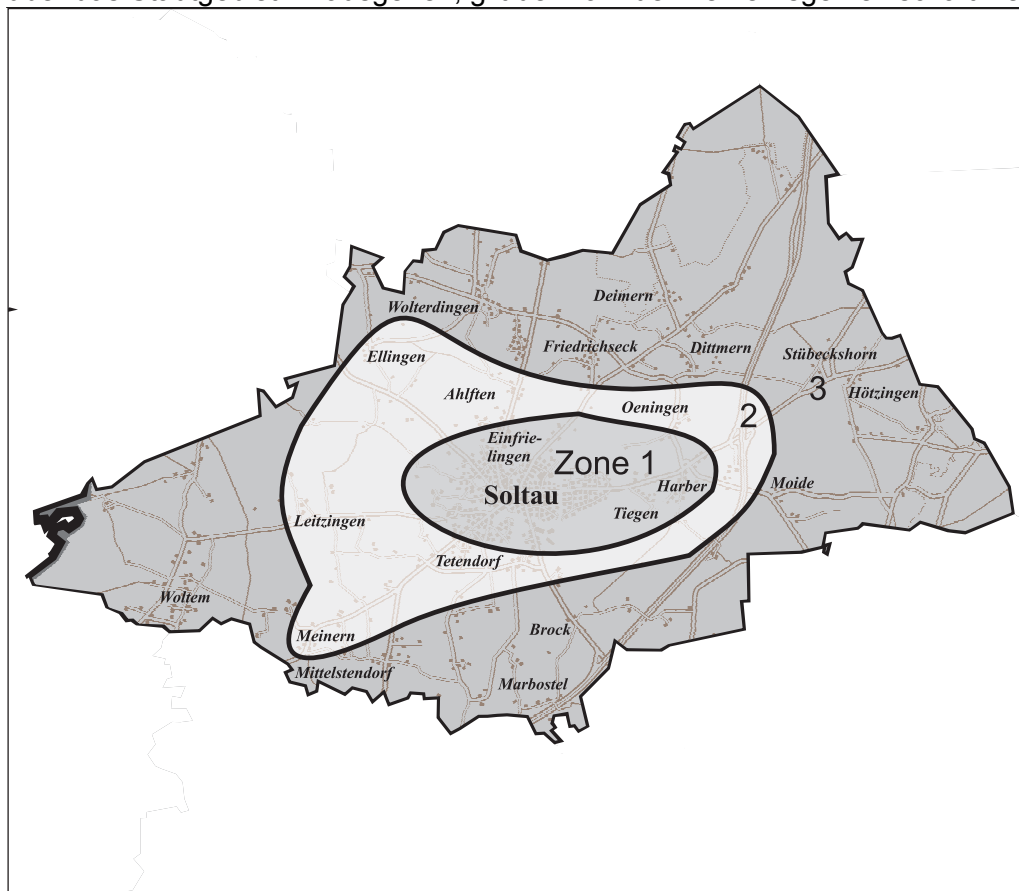 Wolterdingen
Deimern
Ellingen
Friedrichseck
Dittmern
Stübeckshorn
3
Hötzingen
Ahlften
Oeningen
2
Einfrie-
lingen
Zone 1
Soltau
Harber
Moide
Tiegen
Leitzingen
Tetendorf
Woltem
Meinern
Brock
Mittelstendorf
Marbostel